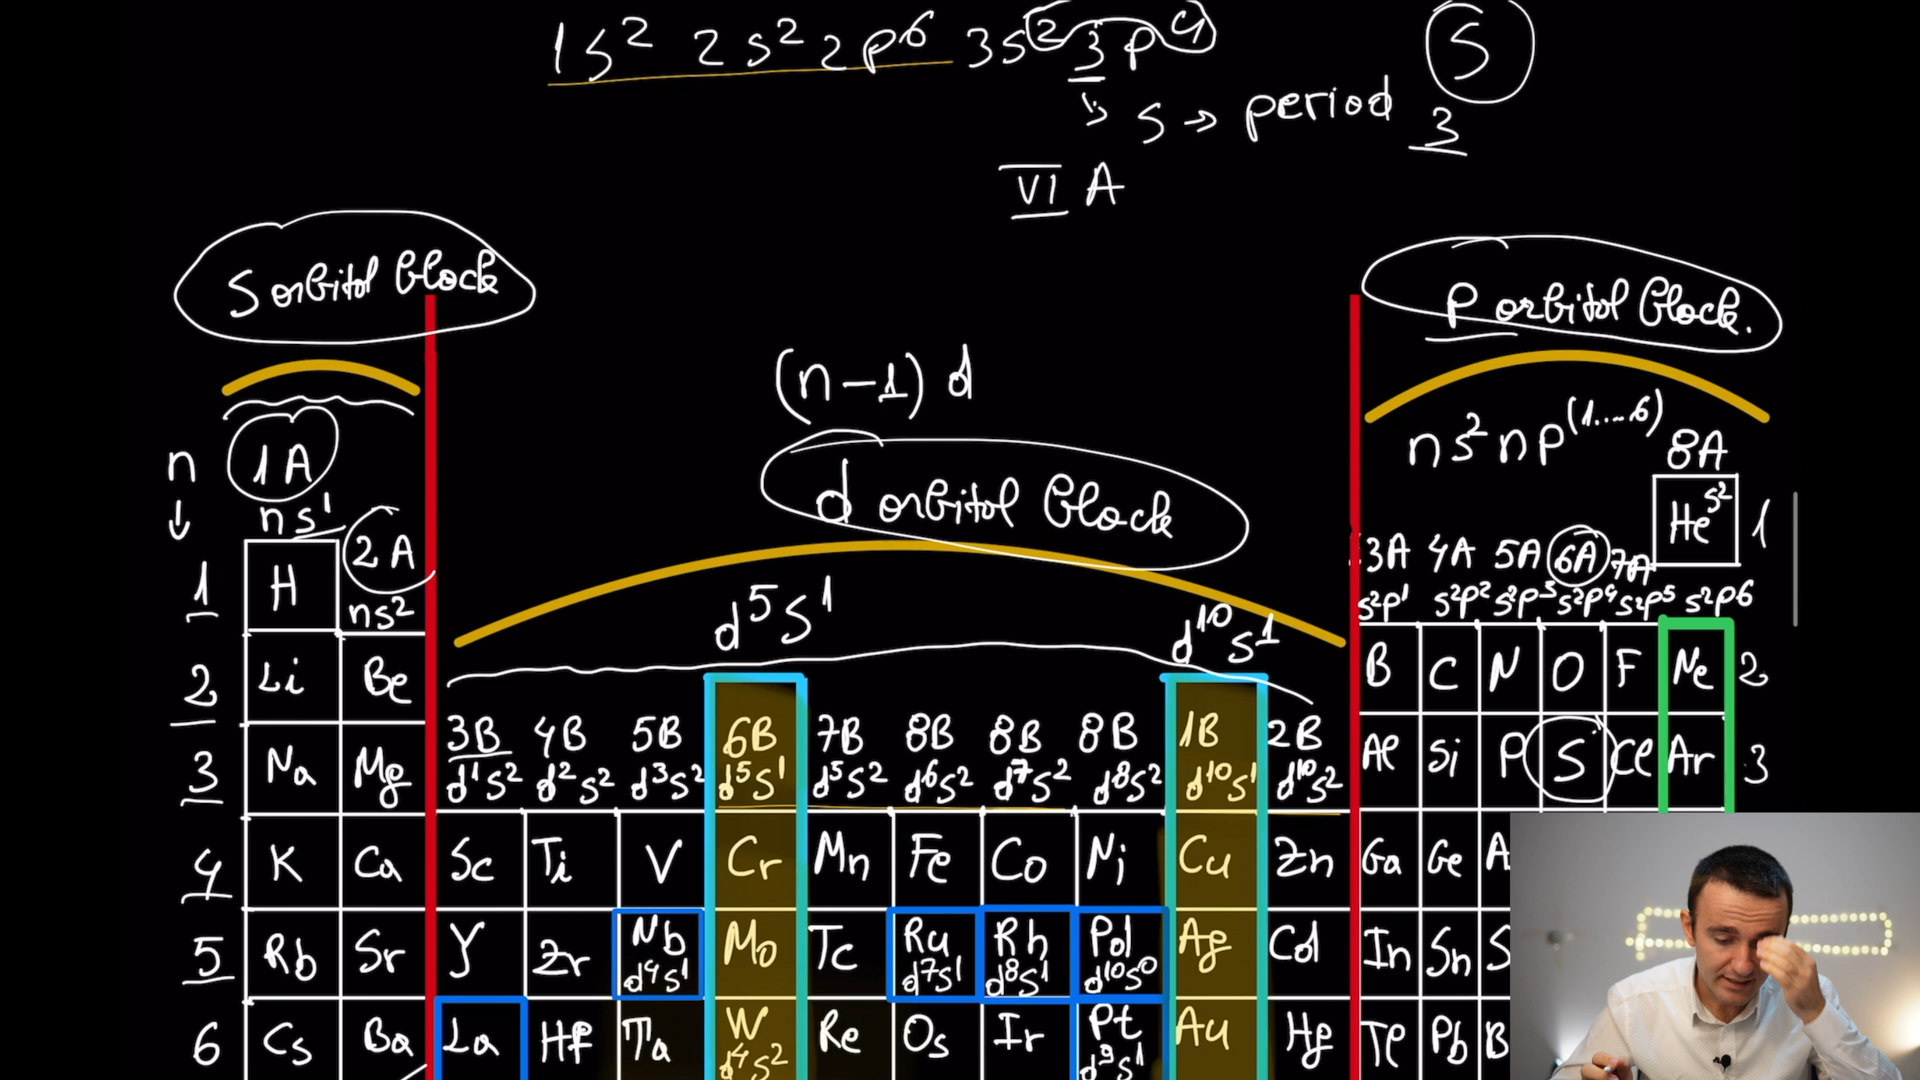 1s² 2s² 2p⁶ 3s² 3p⁴ S
↳ S → period 3
VI A
S orbital block
p orbital block.
(n-1) d
ns² np⁽¹····⁶⁾
n 1A 8A
ns¹ d orbital block He s² 1
2A 3A 4A 5A 6A 7A
1 H ns² d⁵s¹ d¹⁰s¹ s²p¹ s²p² s²p³ s²p⁴ s²p⁵ s²p⁶
2 Li Be B C N O F Ne 2
3B 4B 5B 6B 7B 8B 8B 8B 1B 2B
3 Na Mg d¹s² d²s² d³s² d⁵s¹ d⁵s² d⁶s² d⁷s² d⁸s² d¹⁰s¹ d¹⁰s² Al Si P S Cl Ar 3
4 K Ca Sc Ti V Cr Mn Fe Co Ni Cu Zn Ga Ge A
5 Rb Sr Y Zr Nb Mo Tc Ru Rh Pd Ag Cd In Sn S
d⁴s¹ d⁷s¹ d⁸s¹ d¹⁰s⁰
6 Cs Ba La Hf Ta W Re Os Ir Pt Au Hg Tl Pb B
d⁴s² d⁹s¹